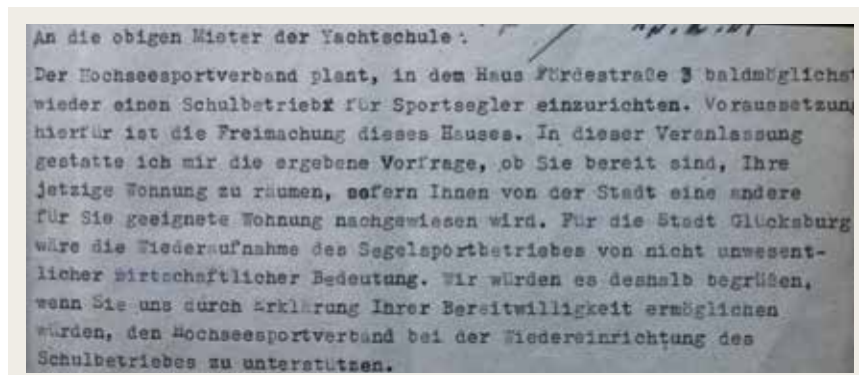 An die obigen Mieter der Yachtschule :
Der Hochseesportverband plant, in dem Haus Fördestraße 3 baldmöglichst
wieder einen Schulbetrieb für Sportsegler einzurichten. Voraussetzung
hierfür ist die Freimachung dieses Hauses. In dieser Veranlassung
gestatte ich mir die ergebene Vorfrage, ob Sie bereit sind, Ihre
jetzige Wohnung zu räumen, sofern Ihnen von der Stadt eine andere
für Sie geeignete Wohnung nachgewiesen wird. Für die Stadt Glücksburg
wäre die Wiederaufnahme des Segelsportbetriebes von nicht unwesent-
licher wirtschaftlicher Bedeutung. Wir würden es deshalb begrüßen,
wenn Sie uns durch Erklärung Ihrer Bereitwilligkeit ermöglichen
würden, den Hochseesportverband bei der Wiedereinrichtung des
Schulbetriebes zu unterstützen.